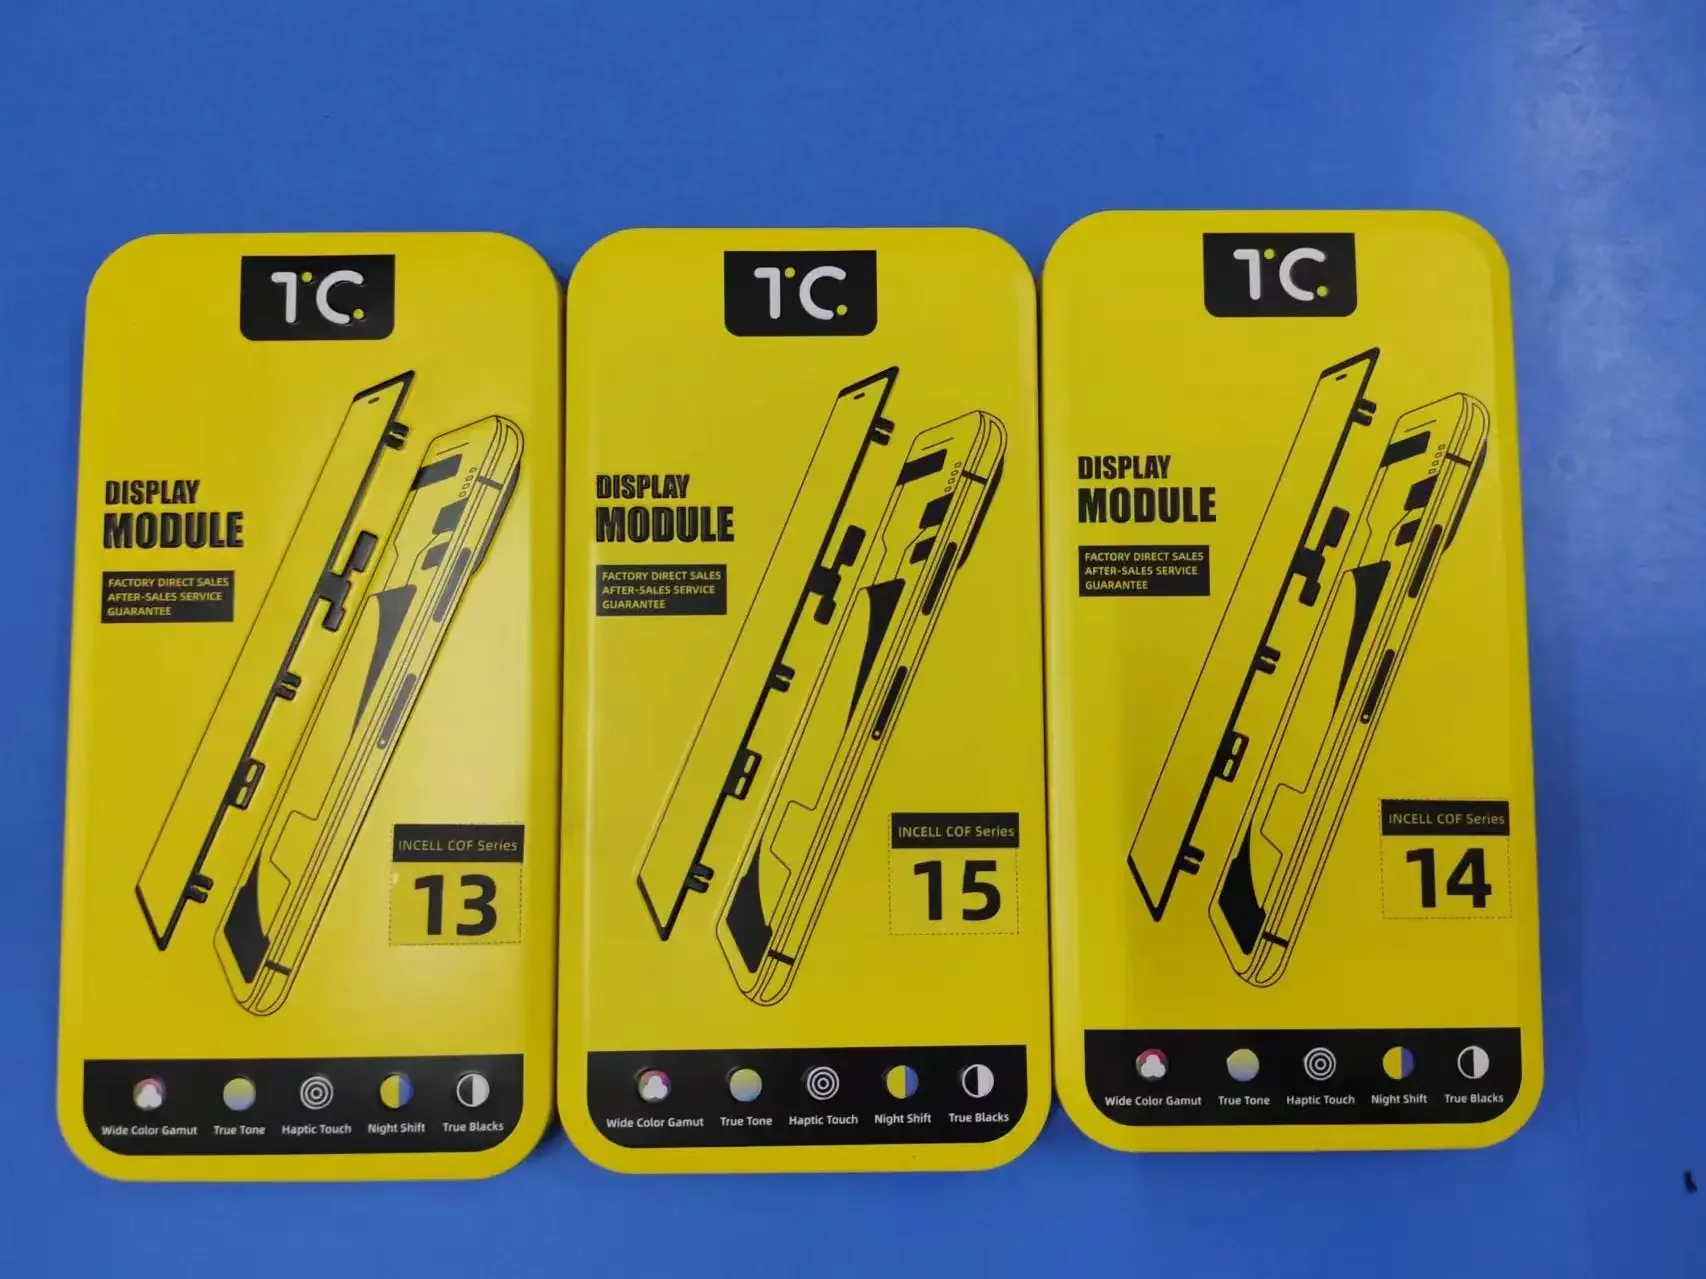 TC
DISPLAY
MODULE
FACTORY DIRECT SALES
AFTER-SALES SERVICE
GUARANTEE
INCELL COF Series
13
Wide Color Gamut True Tone Haptic Touch Night Shift True Blacks
TC
DISPLAY
MODULE
FACTORY DIRECT SALES
AFTER-SALES SERVICE
GUARANTEE
INCELL COF Series
15
Wide Color Gamut True Tone Haptic Touch Night Shift True Blacks
TC
DISPLAY
MODULE
FACTORY DIRECT SALES
AFTER-SALES SERVICE
GUARANTEE
INCELL COF Series
14
Wide Color Gamut True Tone Haptic Touch Night Shift True Blacks